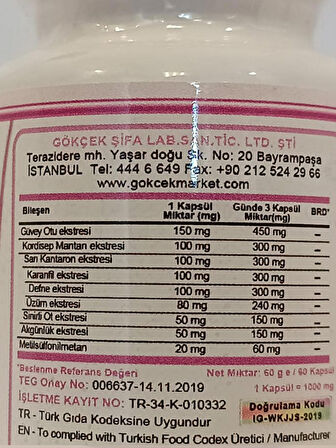 GÖKÇEK ŞİFA LAB.SAN.TİC. LTD. ŞTİ
Terazidere mh. Yaşar doğu Sk. No: 20 Bayrampaşa
İSTANBUL Tel: 444 6 649 Fax: +90 212 524 29 66
www.gokcekmarket.com
Bileşen 1 Kapsül Miktar (mg) Günde 3 Kapsül Miktar(mg) BRD*
Güvey Otu ekstresi 150 mg 450 mg —
Kordisep Mantarı ekstresi 100 mg 300 mg —
Sarı Kantaron ekstresi 100 mg 300 mg —
Karanfil ekstresi 100 mg 300 mg —
Defne ekstresi 100 mg 300 mg —
Üzüm ekstresi 80 mg 240 mg —
Sinirli Ot ekstresi 50 mg 150 mg —
Akgünlük ekstresi 50 mg 150 mg —
Metilsülfonilmetan 20 mg 60 mg —
*Beslenme Referans Değeri Net Miktar: 60 g e / 60 Kapsül
TEG Onay No: 006637-14.11.2019 1 Kapsül = 1000 mg
İŞLETME KAYIT NO: TR-34-K-010332 Doğrulama Kodu
TR - Türk Gıda Kodeksine Uygundur IG-WKJJS-2019
EN - To complied with Turkish Food Codex Üretici / Manufacture